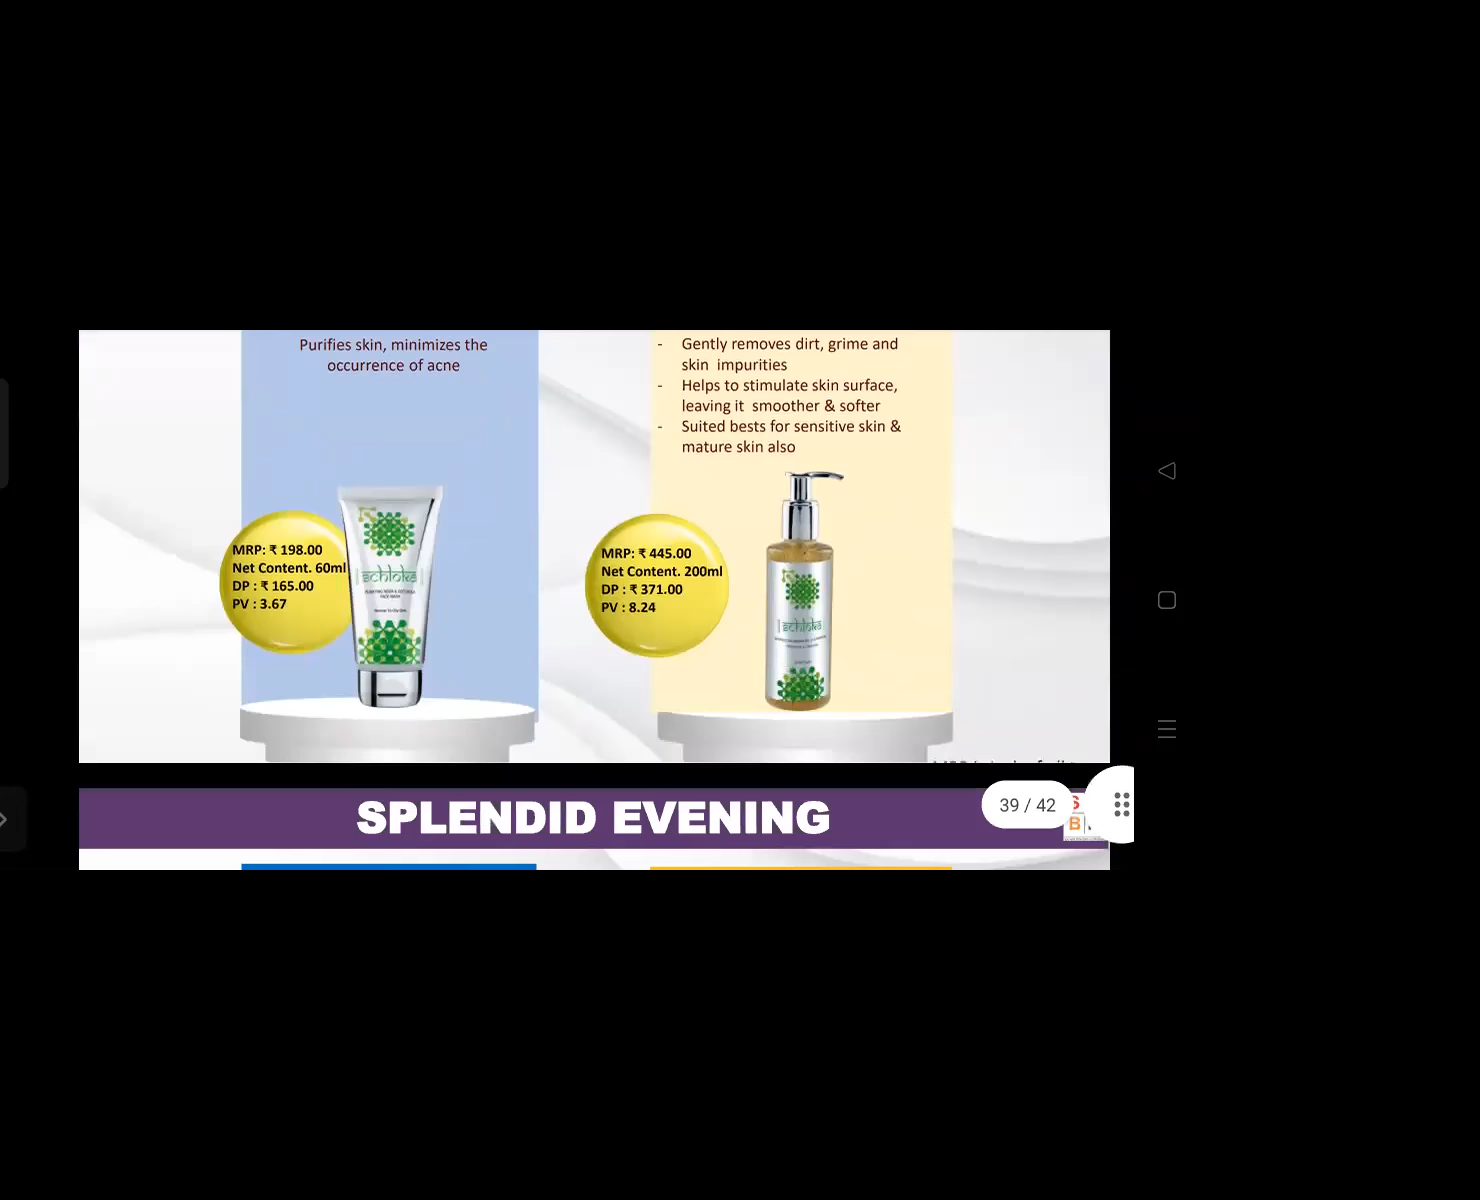 Purifies skin, minimizes the
occurrence of acne
MRP: ₹ 198.00
Net Content. 60ml
DP : ₹ 165.00
PV : 3.67
schloka
FACE WASH
- Gently removes dirt, grime and
skin impurities
- Helps to stimulate skin surface,
leaving it smoother & softer
- Suited bests for sensitive skin &
mature skin also
MRP: ₹ 445.00
Net Content. 200ml
DP : ₹ 371.00
PV : 8.24
schloka
SPLENDID EVENING
39 / 42
S
B